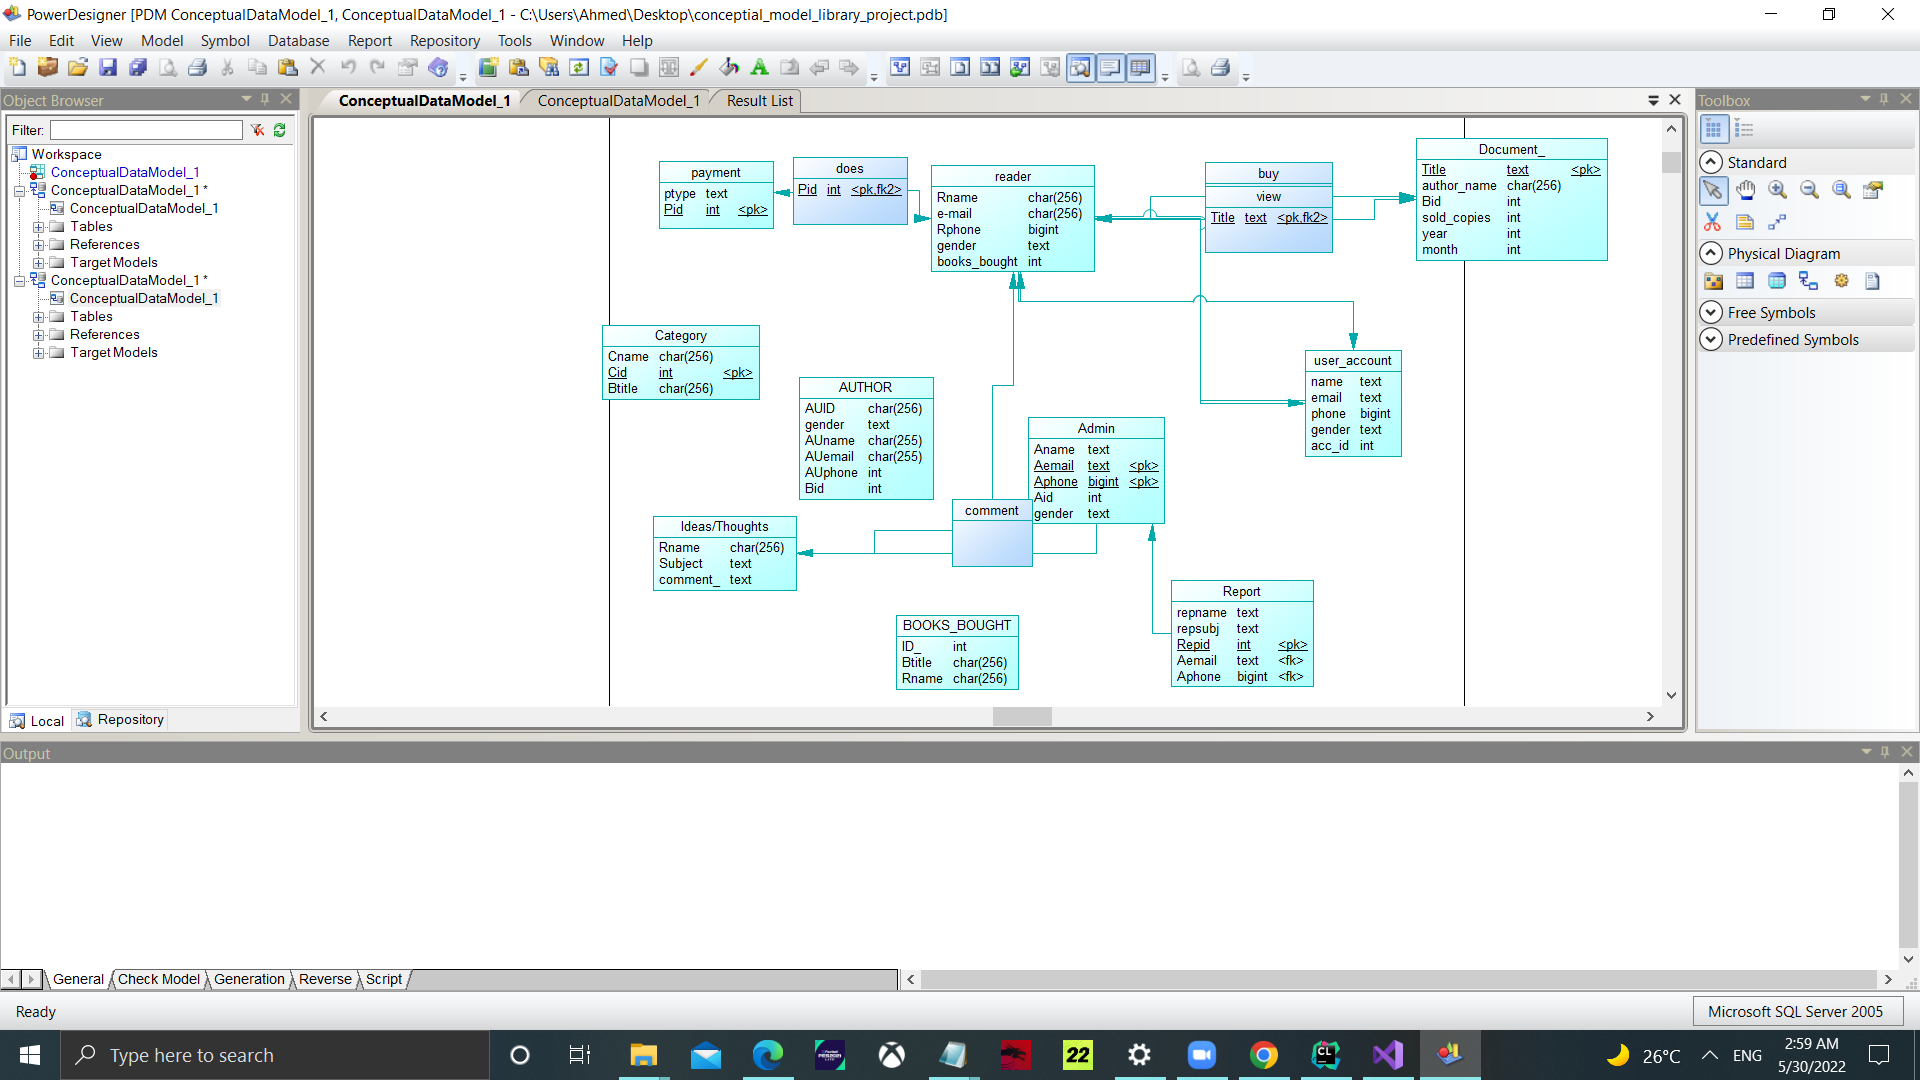 PowerDesigner [PDM ConceptualDataModel_1, ConceptualDataModel_1 - C:\Users\Ahmed\Desktop\conceptial_model_library_project.pdb]
File Edit View Model Symbol Database Report Repository Tools Window Help
Object Browser
Filter:
Workspace
ConceptualDataModel_1
ConceptualDataModel_1 *
ConceptualDataModel_1
Tables
References
Target Models
ConceptualDataModel_1 *
ConceptualDataModel_1
Tables
References
Target Models
Local Repository
ConceptualDataModel_1 ConceptualDataModel_1 Result List
payment
ptype text
Pid int <pk>
does
Pid int <pk,fk2>
reader
Rname char(256)
e-mail char(256)
Rphone bigint
gender text
books_bought int
buy
view
Title text <pk,fk2>
Document_
Title text <pk>
author_name char(256)
Bid int
sold_copies int
year int
month int
Category
Cname char(256)
Cid int <pk>
Btitle char(256)
AUTHOR
AUID char(256)
gender text
AUname char(255)
AUemail char(255)
AUphone int
Bid int
user_account
name text
email text
phone bigint
gender text
acc_id int
Admin
Aname text
Aemail text <pk>
Aphone bigint <pk>
Aid int
gender text
comment
Ideas/Thoughts
Rname char(256)
Subject text
comment_ text
Report
repname text
repsubj text
Repid int <pk>
Aemail text <fk>
Aphone bigint <fk>
BOOKS_BOUGHT
ID_ int
Btitle char(256)
Rname char(256)
Toolbox
Standard
Physical Diagram
Free Symbols
Predefined Symbols
Output
General Check Model Generation Reverse Script
Ready
Microsoft SQL Server 2005
Type here to search
22
CL
26°C
ENG
2:59 AM
5/30/2022